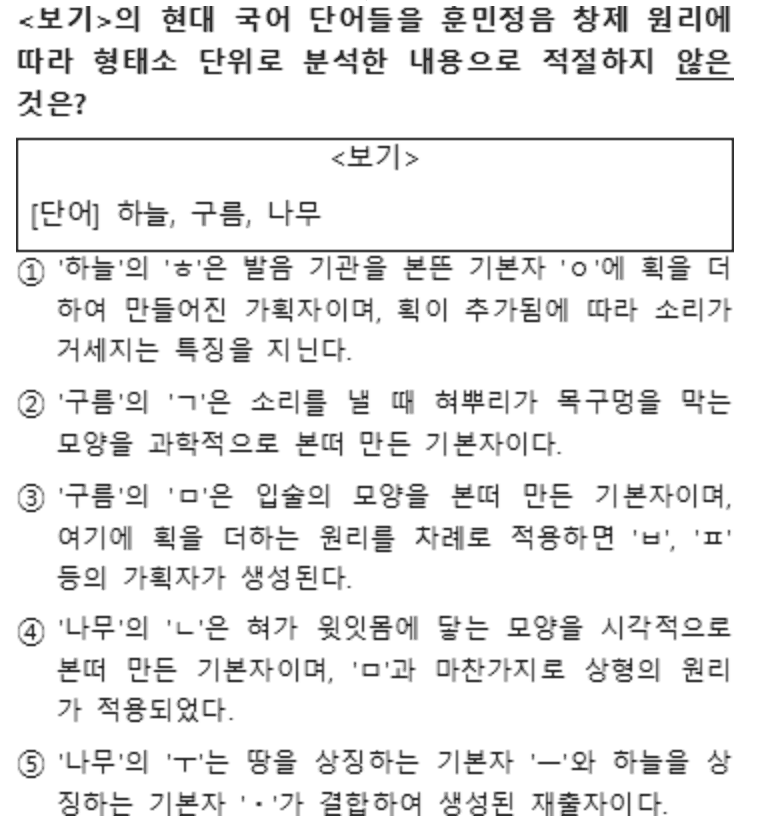 <보기>의 현대 국어 단어들을 훈민정음 창제 원리에
따라 형태소 단위로 분석한 내용으로 적절하지 않은
것은?
<보기>
[단어] 하늘, 구름, 나무
① '하늘'의 'ㅎ'은 발음 기관을 본뜬 기본자 'ㅇ'에 획을 더
하여 만들어진 가획자이며, 획이 추가됨에 따라 소리가
거세지는 특징을 지닌다.
② '구름'의 'ㄱ'은 소리를 낼 때 혀뿌리가 목구멍을 막는
모양을 과학적으로 본떠 만든 기본자이다.
③ '구름'의 'ㅁ'은 입술의 모양을 본떠 만든 기본자이며,
여기에 획을 더하는 원리를 차례로 적용하면 'ㅂ', 'ㅍ'
등의 가획자가 생성된다.
④ '나무'의 'ㄴ'은 혀가 윗잇몸에 닿는 모양을 시각적으로
본떠 만든 기본자이며, 'ㅁ'과 마찬가지로 상형의 원리
가 적용되었다.
⑤ '나무'의 'ㅜ'는 땅을 상징하는 기본자 'ㅡ'와 하늘을 상
징하는 기본자 'ㆍ'가 결합하여 생성된 재출자이다.